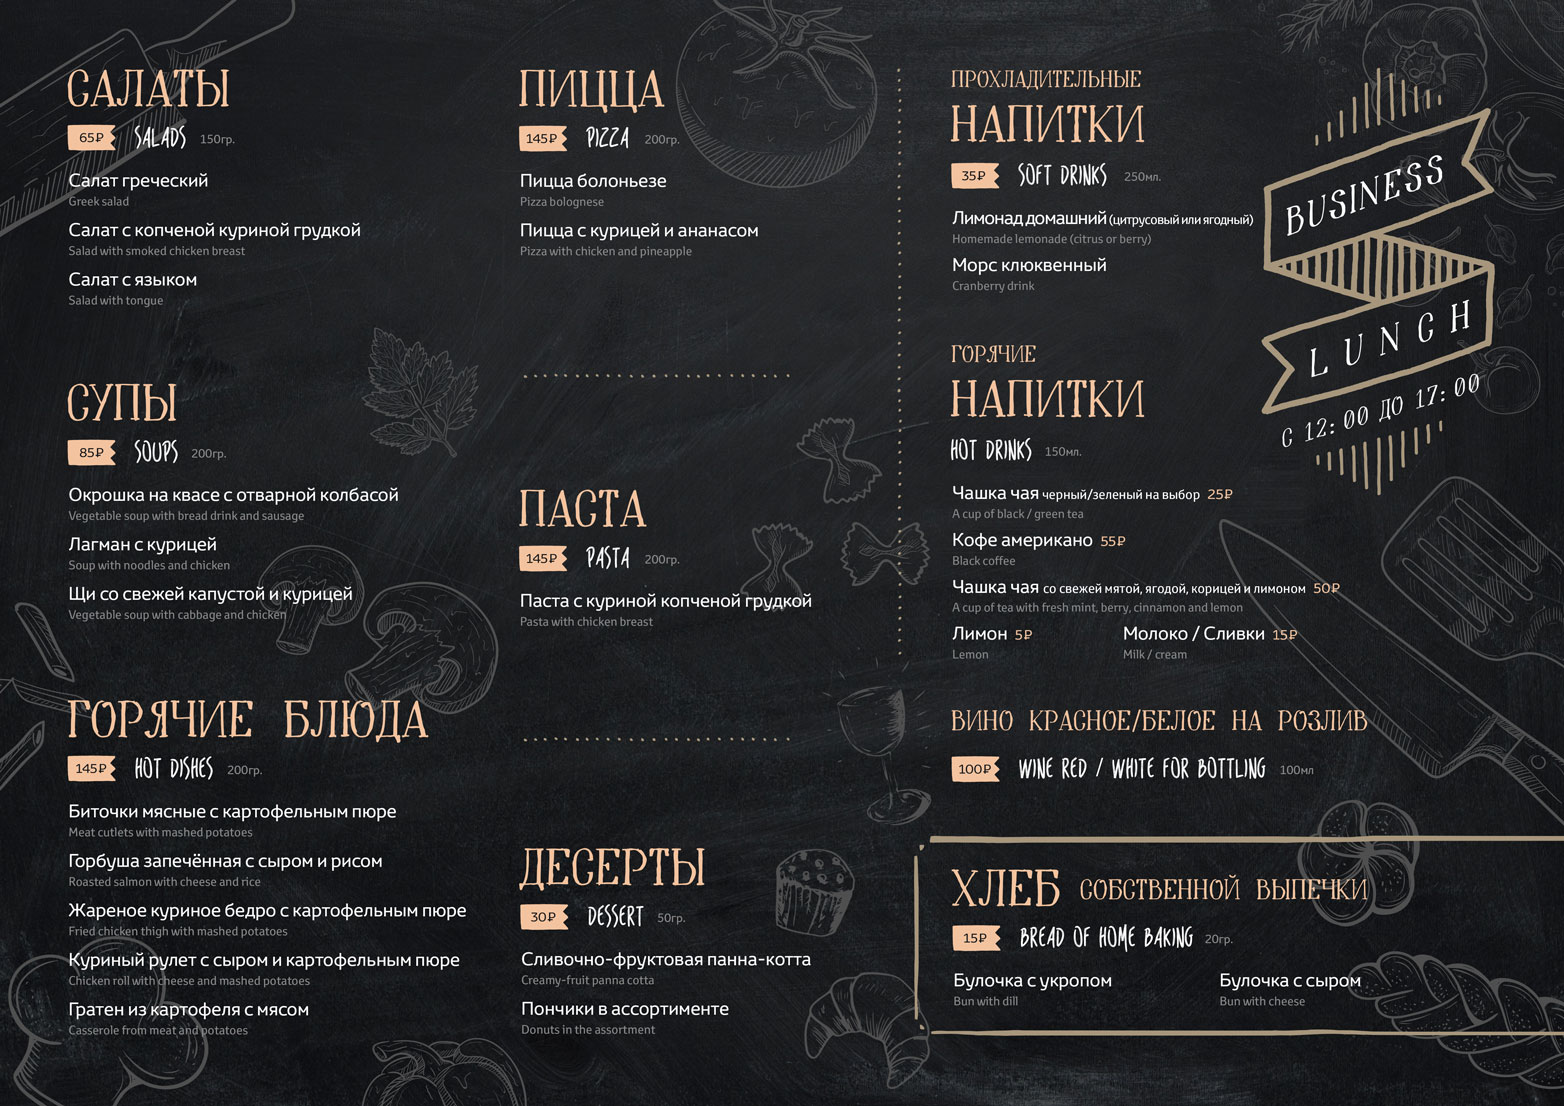 САЛАТЫ
65₽ SALADS 150гр.
Салат греческий
Greek salad
Салат с копченой куриной грудкой
Salad with smoked chicken breast
Салат с языком
Salad with tongue
СУПЫ
85₽ SOUPS 200гр.
Окрошка на квасе с отварной колбасой
Vegetable soup with bread drink and sausage
Лагман с курицей
Soup with noodles and chicken
Щи со свежей капустой и курицей
Vegetable soup with cabbage and chicken
ГОРЯЧИЕ БЛЮДА
145₽ HOT DISHES 200гр.
Биточки мясные с картофельным пюре
Meat cutlets with mashed potatoes
Горбуша запечённая с сыром и рисом
Roasted salmon with cheese and rice
Жареное куриное бедро с картофельным пюре
Fried chicken thigh with mashed potatoes
Куриный рулет с сыром и картофельным пюре
Chicken roll with cheese and mashed potatoes
Гратен из картофеля с мясом
Casserole from meat and potatoes
ПИЦЦА
145₽ PIZZA 200гр.
Пицца болоньезе
Pizza bolognese
Пицца с курицей и ананасом
Pizza with chicken and pineapple
ПАСТА
145₽ PASTA 200гр.
Паста с куриной копченой грудкой
Pasta with chicken breast
ДЕСЕРТЫ
30₽ DESSERT 50гр.
Сливочно-фруктовая панна-котта
Creamy-fruit panna cotta
Пончики в ассортименте
Donuts in the assortment
ПРОХЛАДИТЕЛЬНЫЕ
НАПИТКИ
35₽ SOFT DRINKS 250мл.
Лимонад домашний (цитрусовый или ягодный)
Homemade lemonade (citrus or berry)
Морс клюквенный
Cranberry drink
ГОРЯЧИЕ
НАПИТКИ
HOT DRINKS 150мл.
Чашка чая черный/зеленый на выбор 25₽
A cup of black / green tea
Кофе американо 55₽
Black coffee
Чашка чая со свежей мятой, ягодой, корицей и лимоном 50₽
A cup of tea with fresh mint, berry, cinnamon and lemon
Лимон 5₽ Молоко / Сливки 15₽
Lemon Milk / cream
ВИНО КРАСНОЕ/БЕЛОЕ НА РОЗЛИВ
100₽ WINE RED / WHITE FOR BOTTLING 100мл
ХЛЕБ СОБСТВЕННОЙ ВЫПЕЧКИ
15₽ BREAD OF HOME BAKING 20гр.
Булочка с укропом Булочка с сыром
Bun with dill Bun with cheese
BUSINESS
LUNCH
С 12:00 ДО 17:00